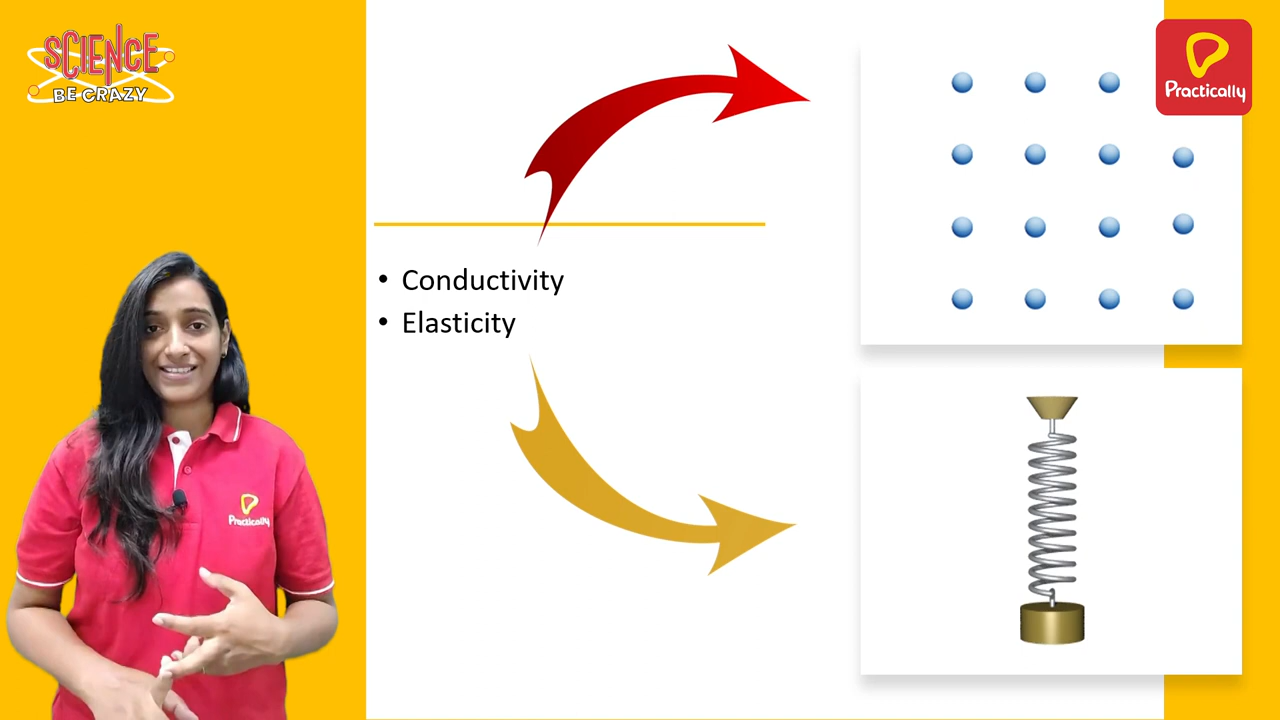 SCIENCE
BE CRAZY
Practically
• Conductivity
• Elasticity
Practically